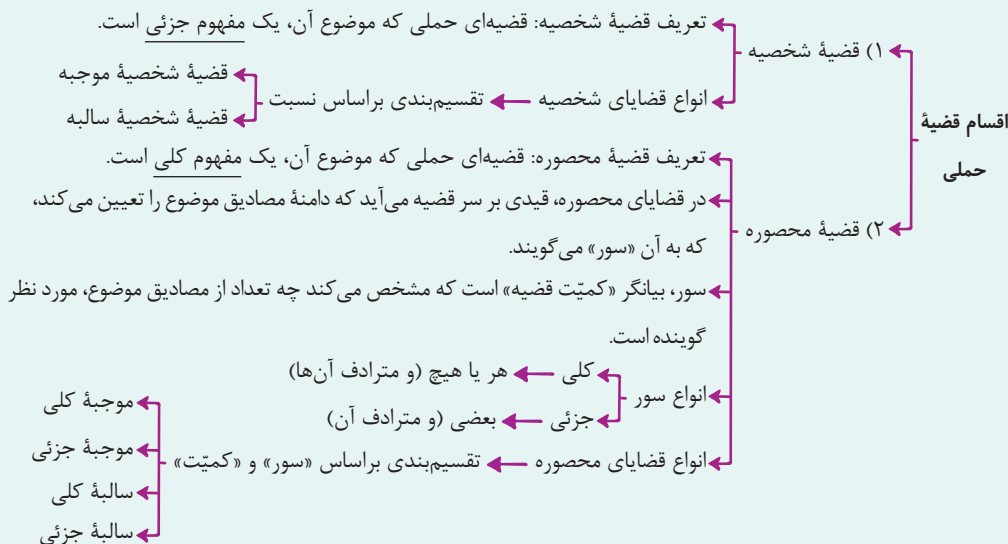 اقسام قضیهٔ
حملی
۱) قضیهٔ شخصیه
تعریف قضیهٔ شخصیه: قضیه‌ای حملی که موضوع آن، یک مفهوم جزئی است.
انواع قضایای شخصیه
تقسیم‌بندی براساس نسبت
قضیهٔ شخصیهٔ موجبه
قضیهٔ شخصیهٔ سالبه
۲) قضیهٔ محصوره
تعریف قضیهٔ محصوره: قضیه‌ای حملی که موضوع آن، یک مفهوم کلی است.
در قضایای محصوره، قیدی بر سر قضیه می‌آید که دامنهٔ مصادیق موضوع را تعیین می‌کند،
که به آن «سور» می‌گویند.
سور، بیانگر «کمیّت قضیه» است که مشخص می‌کند چه تعداد از مصادیق موضوع، مورد نظر
گوینده است.
انواع سور
کلی
هر یا هیچ (و مترادف آن‌ها)
جزئی
بعضی (و مترادف آن)
انواع قضایای محصوره
تقسیم‌بندی براساس «سور» و «کمیّت»
موجبهٔ کلی
موجبهٔ جزئی
سالبهٔ کلی
سالبهٔ جزئی